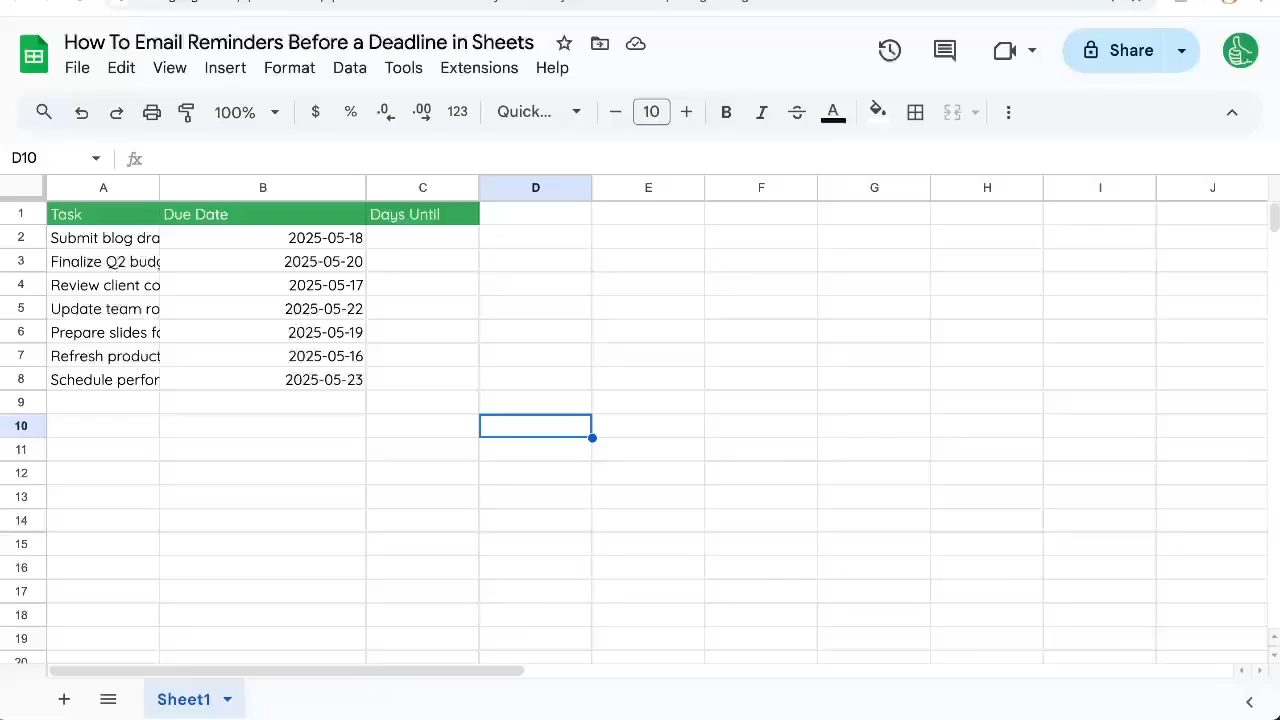 How To Email Reminders Before a Deadline in Sheets
Share
File Edit View Insert Format Data Tools Extensions Help
100% $ % .0 .00 123 Quick... 10 B I S A
D10 fx
A B C D E F G H I J
1 Task Due Date Days Until
2 Submit blog dra 2025-05-18
3 Finalize Q2 budg 2025-05-20
4 Review client co 2025-05-17
5 Update team ro 2025-05-22
6 Prepare slides fo 2025-05-19
7 Refresh product 2025-05-16
8 Schedule perfor 2025-05-23
9
10
11
12
13
14
15
16
17
18
19
20
Sheet1